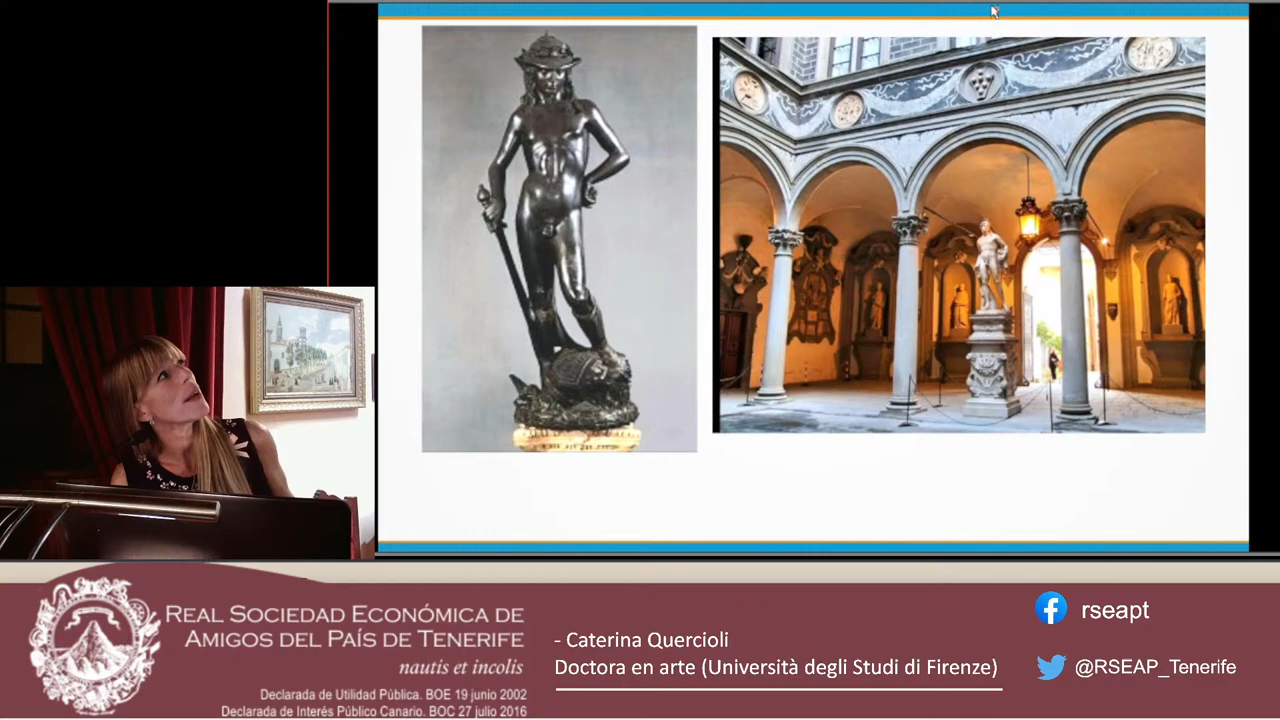 REAL SOCIEDAD ECONÓMICA DE
AMIGOS DEL PAÍS DE TENERIFE
nautis et incolis
Declarada de Utilidad Pública. BOE 19 junio 2002
Declarada de Interés Público Canario. BOC 27 julio 2016
- Caterina Quercioli
Doctora en arte (Università degli Studi di Firenze)
rseapt
@RSEAP_Tenerife